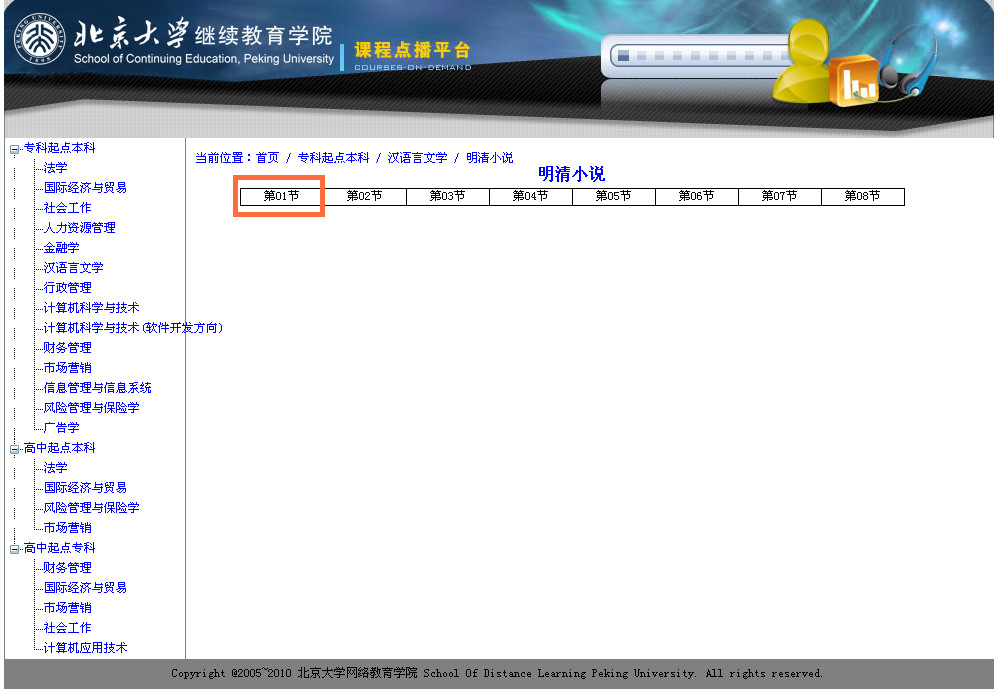 北京大学 继续教育学院
School of Continuing Education, Peking University
课程点播平台
COURSES-ON-DEMAND
专科起点本科
法学
国际经济与贸易
社会工作
人力资源管理
金融学
汉语言文学
行政管理
计算机科学与技术
计算机科学与技术(软件开发方向)
财务管理
市场营销
信息管理与信息系统
风险管理与保险学
广告学
高中起点本科
法学
国际经济与贸易
风险管理与保险学
市场营销
高中起点专科
财务管理
国际经济与贸易
市场营销
社会工作
计算机应用技术
当前位置：首页 / 专科起点本科 / 汉语言文学 / 明清小说
明清小说
第01节 第02节 第03节 第04节 第05节 第06节 第07节 第08节
Copyright @2005~2010 北京大学网络教育学院 School Of Distance Learning Peking University. All rights reserved.